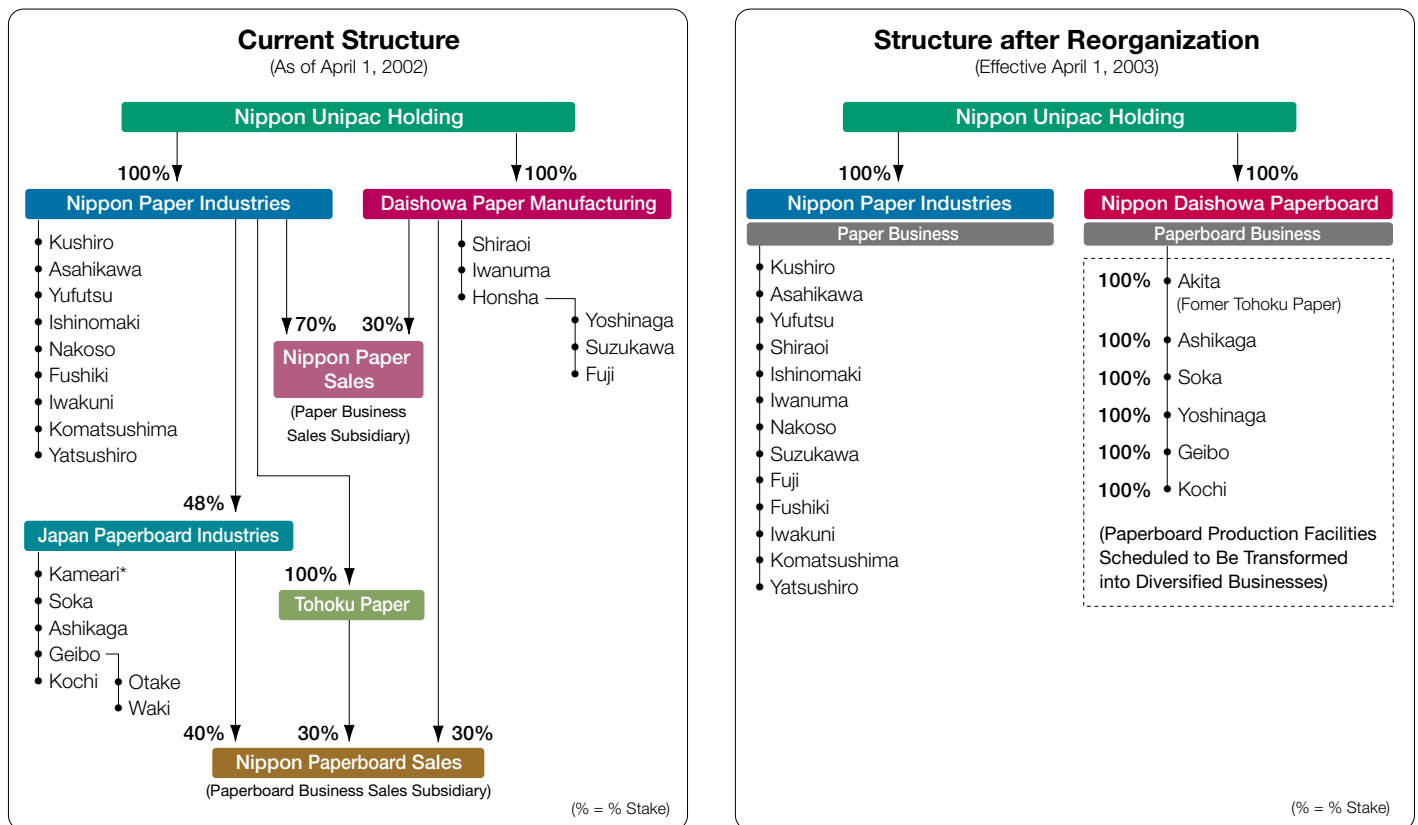 Current Structure
(As of April 1, 2002)
Nippon Unipac Holding
100%
100%
Nippon Paper Industries
Daishowa Paper Manufacturing
Kushiro
Asahikawa
Yufutsu
Ishinomaki
Nakoso
Fushiki
Iwakuni
Komatsushima
Yatsushiro
Shiraoi
Iwanuma
Honsha
Yoshinaga
Suzukawa
Fuji
70%
30%
Nippon Paper
Sales
(Paper Business
Sales Subsidiary)
48%
Japan Paperboard Industries
Kameari*
Soka
Ashikaga
Geibo
Kochi
Otake
Waki
100%
Tohoku Paper
40%
30%
30%
Nippon Paperboard Sales
(Paperboard Business Sales Subsidiary)
(% = % Stake)
Structure after Reorganization
(Effective April 1, 2003)
Nippon Unipac Holding
100%
100%
Nippon Paper Industries
Paper Business
Kushiro
Asahikawa
Yufutsu
Shiraoi
Ishinomaki
Iwanuma
Nakoso
Suzukawa
Fuji
Fushiki
Iwakuni
Komatsushima
Yatsushiro
Nippon Daishowa Paperboard
Paperboard Business
100% Akita
(Fomer Tohoku Paper)
100% Ashikaga
100% Soka
100% Yoshinaga
100% Geibo
100% Kochi
(Paperboard Production Facilities
Scheduled to Be Transformed
into Diversified Businesses)
(% = % Stake)